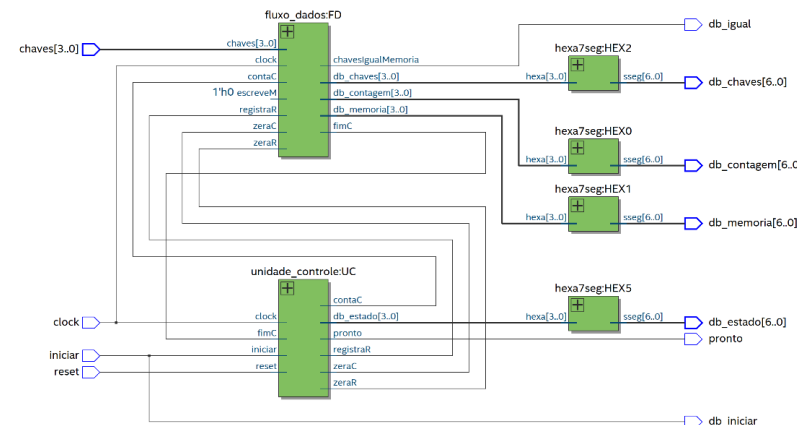 fluxo_dados:FD
chaves[3..0]
chaves[3..0]
clock
contaC
1'h0 escreveM
registraR
zeraC
zeraR
chavesIgualMemoria
db_chaves[3..0]
db_contagem[3..0]
db_memoria[3..0]
fimC
db_igual
hexa7seg:HEX2
hexa[3..0]
sseg[6..0]
db_chaves[6..0]
hexa7seg:HEX0
hexa[3..0]
sseg[6..0]
db_contagem[6..0
hexa7seg:HEX1
hexa[3..0]
sseg[6..0]
db_memoria[6..0]
unidade_controle:UC
clock
iniciar
reset
clock
fimC
iniciar
reset
contaC
db_estado[3..0]
pronto
registraR
zeraC
zeraR
hexa7seg:HEX5
hexa[3..0]
sseg[6..0]
db_estado[6..0]
pronto
db_iniciar